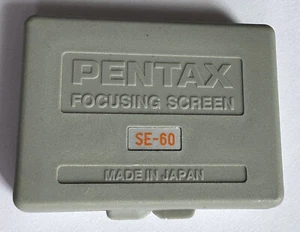 PENTAX
FOCUSING SCREEN
SE-60
MADE IN JAPAN